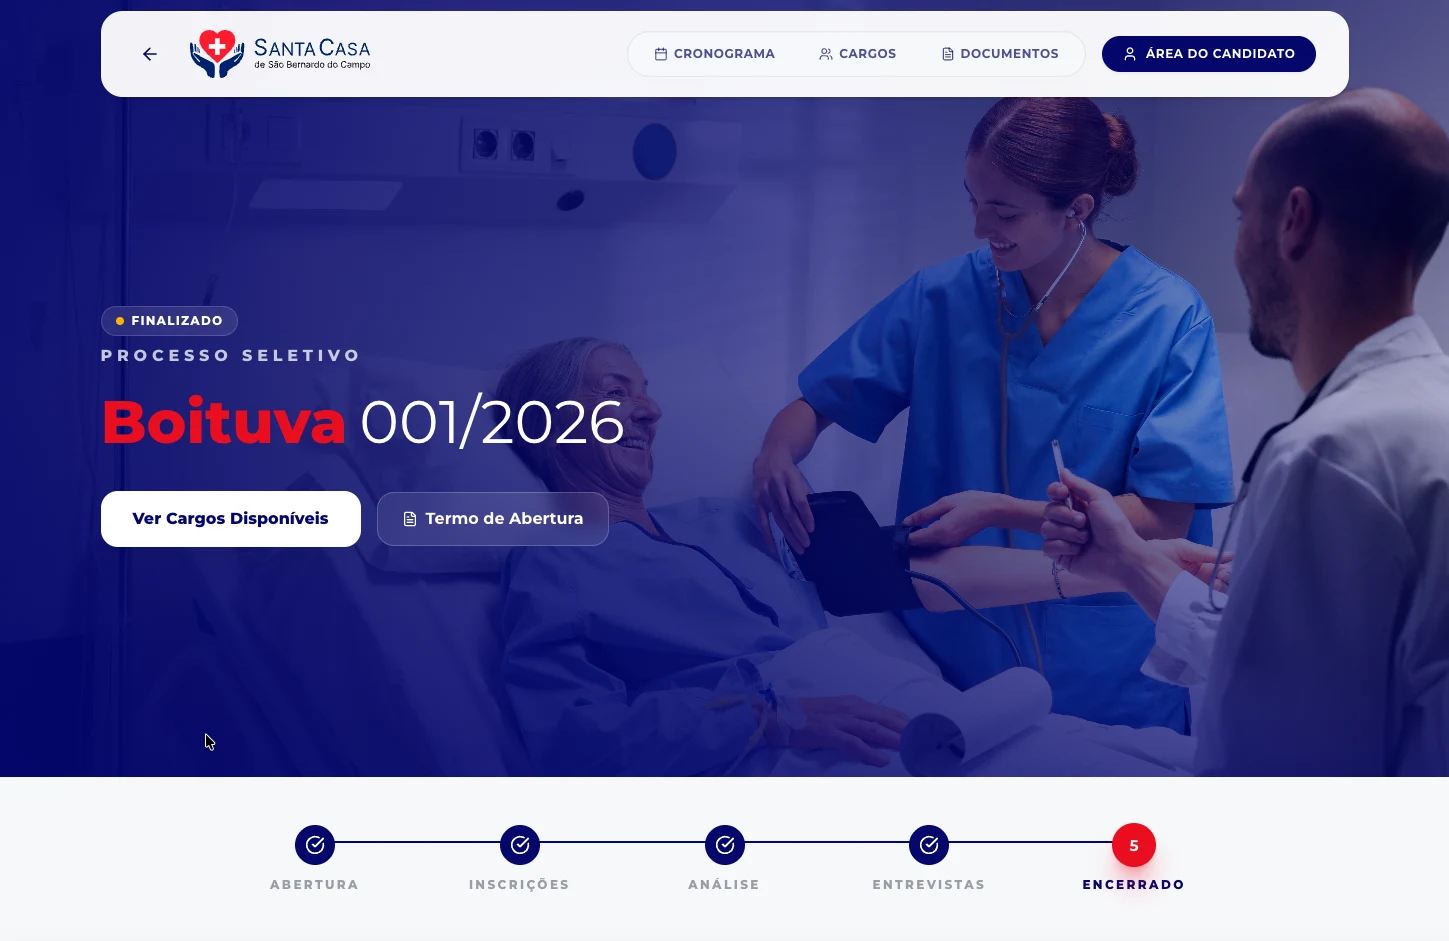 SANTA CASA
de São Bernardo do Campo
CRONOGRAMA
CARGOS
DOCUMENTOS
ÁREA DO CANDIDATO
FINALIZADO
PROCESSO SELETIVO
Boituva 001/2026
Ver Cargos Disponíveis
Termo de Abertura
5
ABERTURA
INSCRIÇÕES
ANÁLISE
ENTREVISTAS
ENCERRADO